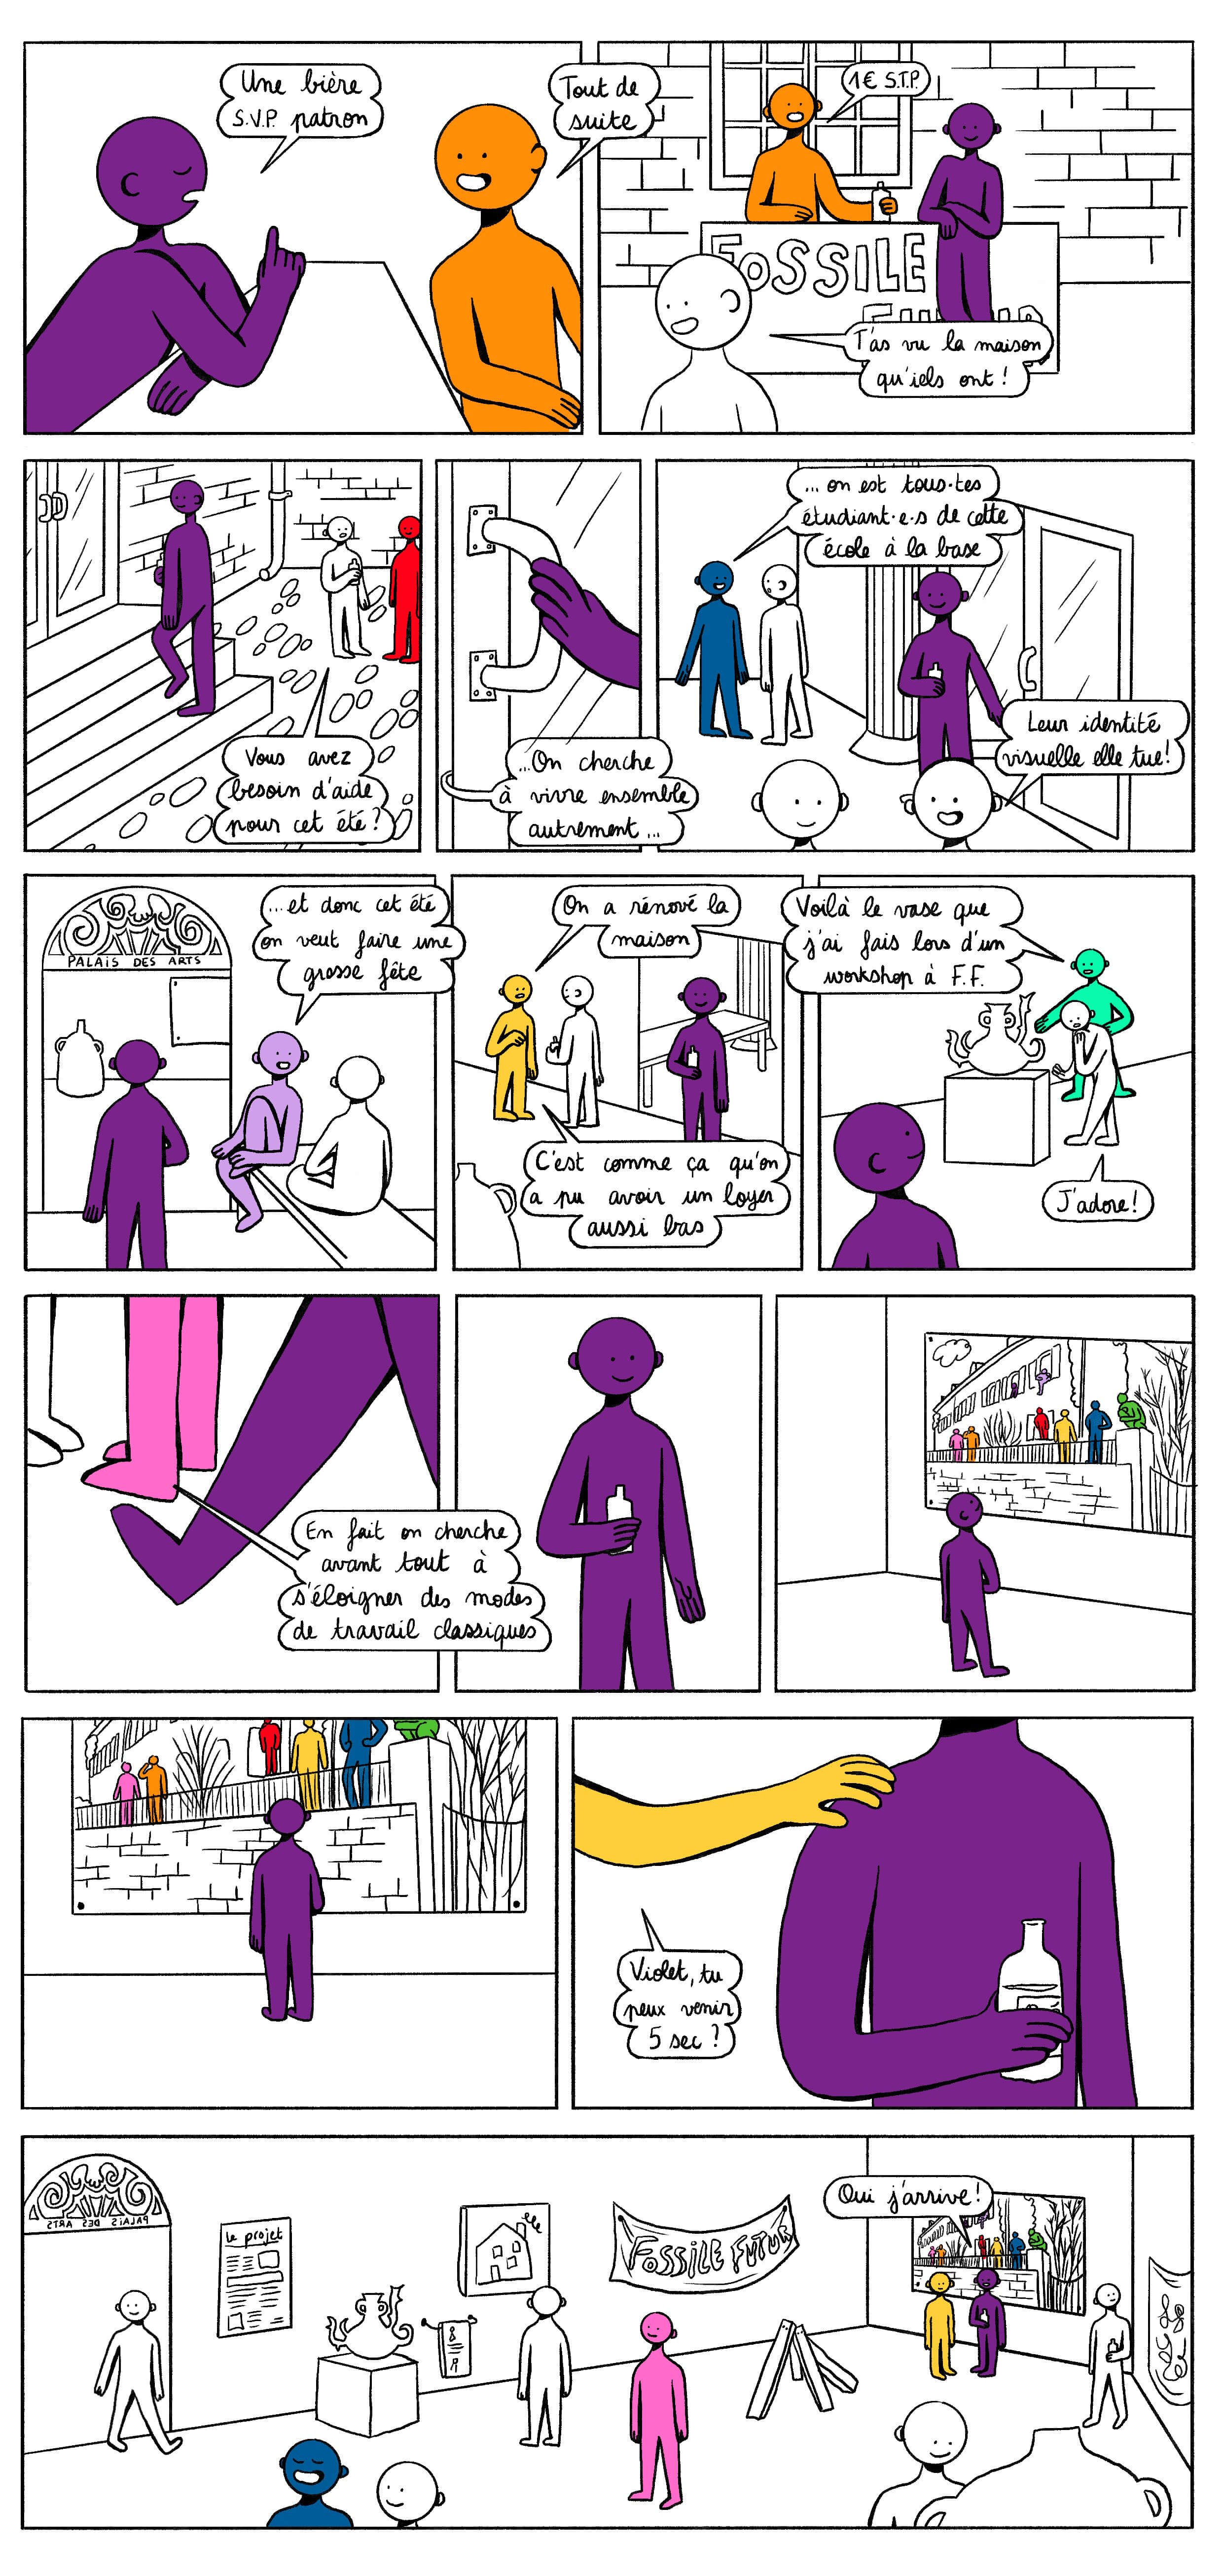 Une bière
S.V.P. patron
Tout de
suite
1€ S.T.P.
FOSSILE
T'as vu la maison
qu'iels ont !
Vous avez
besoin d'aide
pour cet été ?
...On cherche
à vivre ensemble
autrement...
... on est tous·tes
étudiant·e·s de cette
école à la base
Leur identité
visuelle elle tue !
PALAIS DES ARTS
...et donc cet été
on veut faire une
grosse fête
On a rénové la
maison
C'est comme ça qu'on
a pu avoir un loyer
aussi bas
Voilà le vase que
j'ai fais lors d'un
workshop à F.F.
J'adore !
En fait on cherche
avant tout à
s'éloigner des modes
de travail classiques
Violet, tu
peux venir
5 sec ?
PALAIS DES ARTS
le projet
FOSSILE FUTUR
Oui j'arrive !